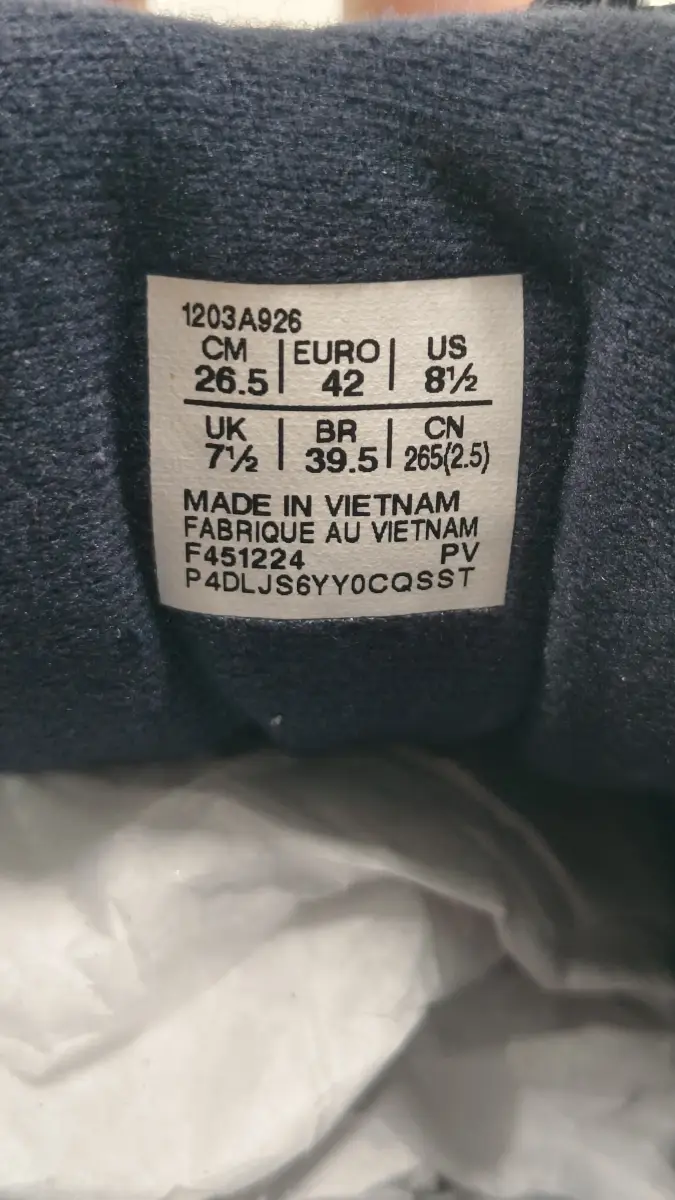 1203A926
CM | EURO | US
26.5 | 42 | 8½
UK | BR | CN
7½ | 39.5 | 265(2.5)
MADE IN VIETNAM
FABRIQUE AU VIETNAM
F451224 PV
P4DLJS6YY0CQSST